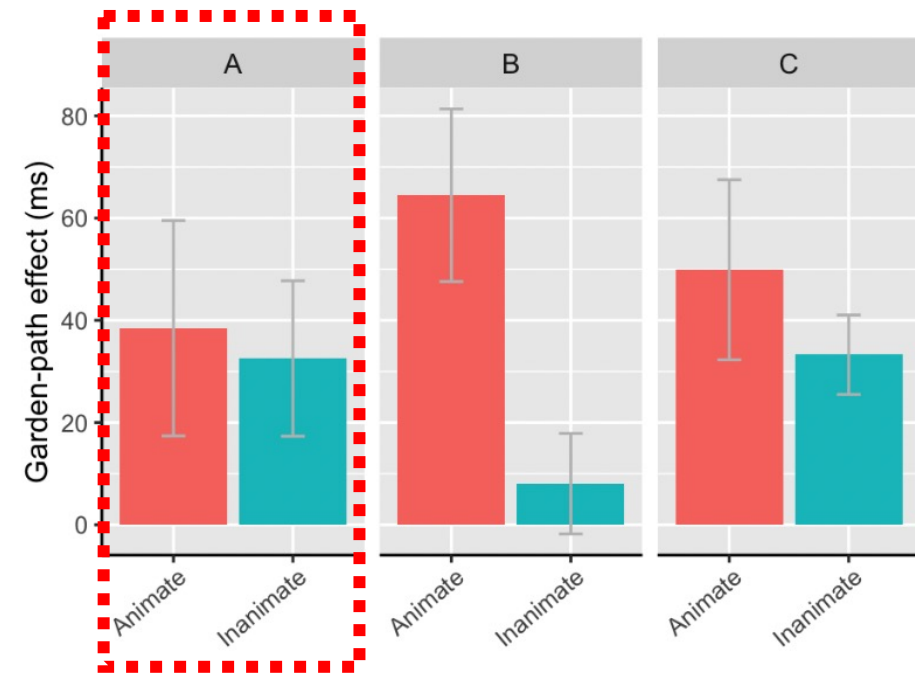 A
B
C
Garden-path effect (ms)
80
60
40
20
0
Animate
Inanimate
Animate
Inanimate
Animate
Inanimate